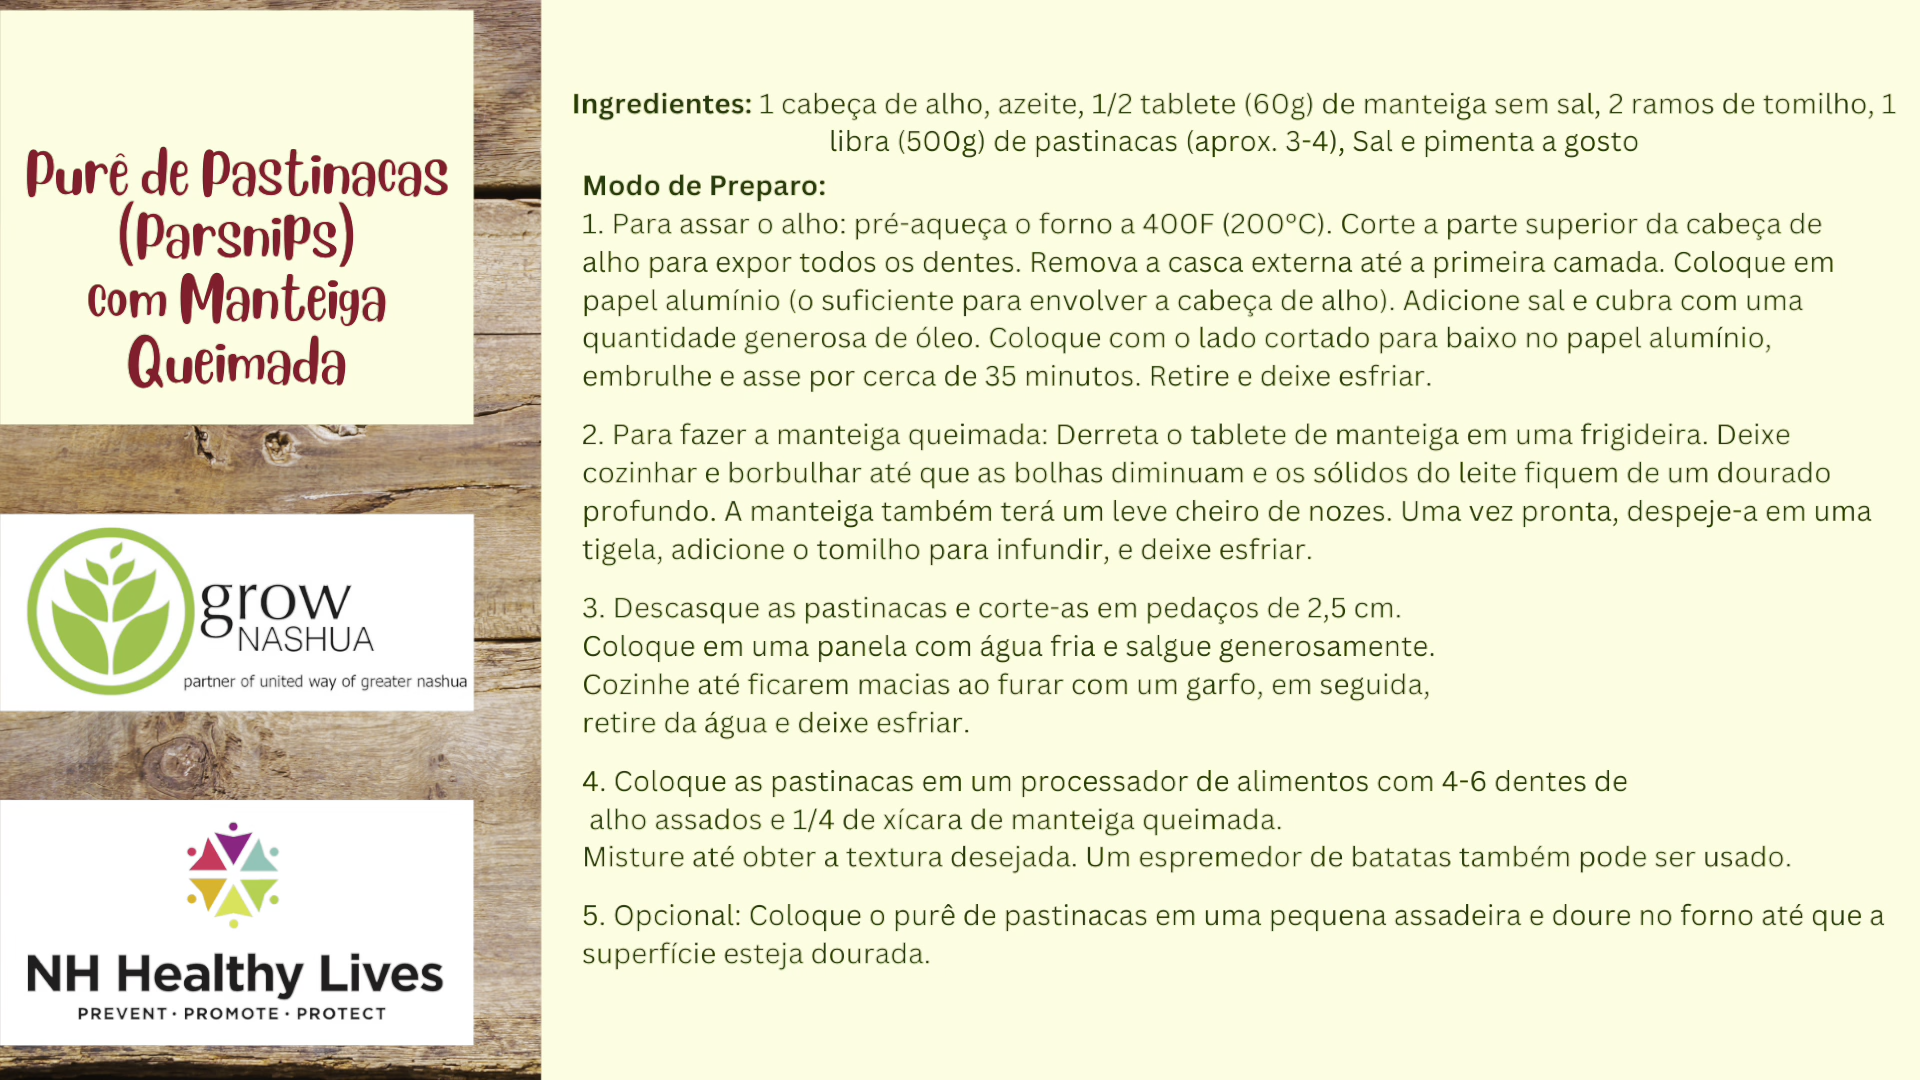 Purê de Pastinacas
(Parsnips)
com Manteiga
Queimada
grow
NASHUA
partner of united way of greater nashua
NH Healthy Lives
PREVENT · PROMOTE · PROTECT
Ingredientes: 1 cabeça de alho, azeite, 1/2 tablete (60g) de manteiga sem sal, 2 ramos de tomilho, 1
libra (500g) de pastinacas (aprox. 3-4), Sal e pimenta a gosto
Modo de Preparo:
1. Para assar o alho: pré-aqueça o forno a 400F (200°C). Corte a parte superior da cabeça de
alho para expor todos os dentes. Remova a casca externa até a primeira camada. Coloque em
papel alumínio (o suficiente para envolver a cabeça de alho). Adicione sal e cubra com uma
quantidade generosa de óleo. Coloque com o lado cortado para baixo no papel alumínio,
embrulhe e asse por cerca de 35 minutos. Retire e deixe esfriar.
2. Para fazer a manteiga queimada: Derreta o tablete de manteiga em uma frigideira. Deixe
cozinhar e borbulhar até que as bolhas diminuam e os sólidos do leite fiquem de um dourado
profundo. A manteiga também terá um leve cheiro de nozes. Uma vez pronta, despeje-a em uma
tigela, adicione o tomilho para infundir, e deixe esfriar.
3. Descasque as pastinacas e corte-as em pedaços de 2,5 cm.
Coloque em uma panela com água fria e salgue generosamente.
Cozinhe até ficarem macias ao furar com um garfo, em seguida,
retire da água e deixe esfriar.
4. Coloque as pastinacas em um processador de alimentos com 4-6 dentes de
alho assados e 1/4 de xícara de manteiga queimada.
Misture até obter a textura desejada. Um espremedor de batatas também pode ser usado.
5. Opcional: Coloque o purê de pastinacas em uma pequena assadeira e doure no forno até que a
superfície esteja dourada.